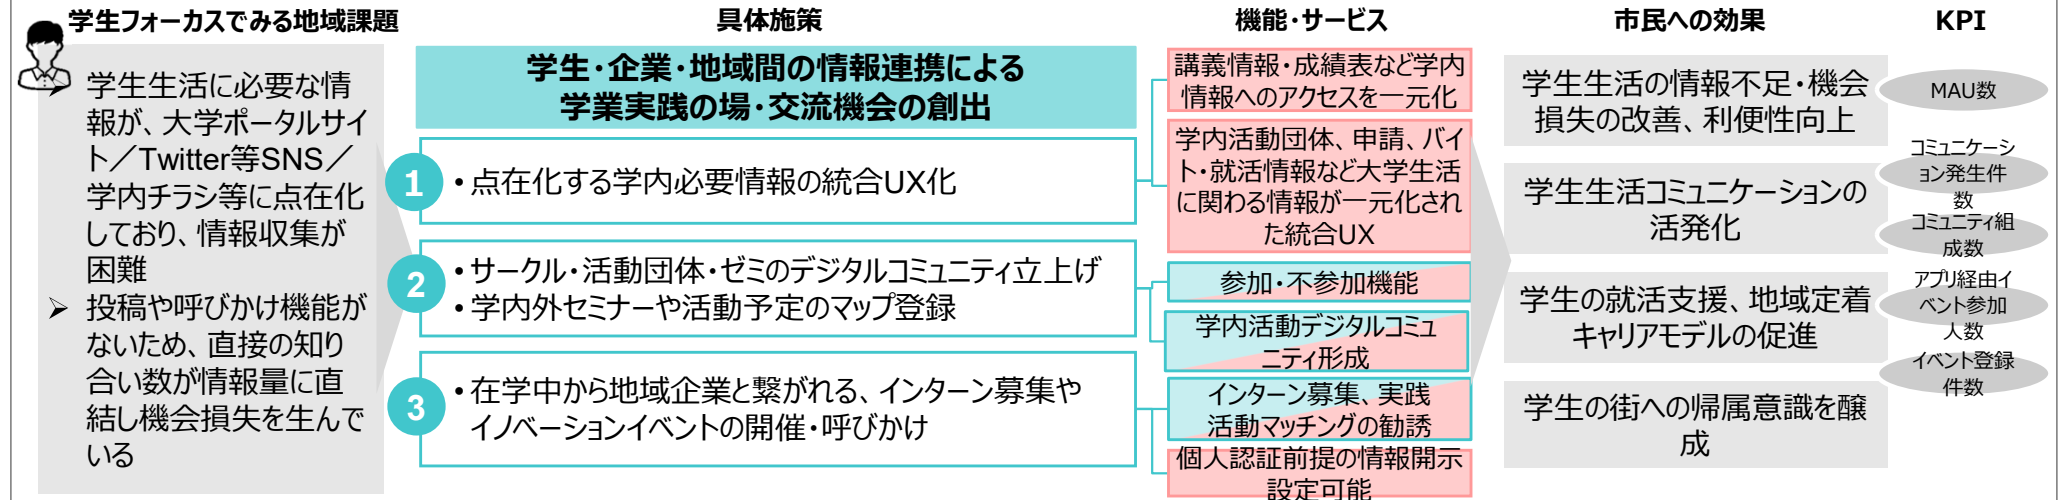 学生フォーカスでみる地域課題
具体施策
機能・サービス
市民への効果
KPI
➢ 学生生活に必要な情
報が、大学ポータルサイ
ト／Twitter等SNS／
学内チラシ等に点在化
しており、情報収集が
困難
➢ 投稿や呼びかけ機能が
ないため、直接の知り
合い数が情報量に直
結し機会損失を生んで
いる
学生・企業・地域間の情報連携による
学業実践の場・交流機会の創出
1
・点在化する学内必要情報の統合UX化
2
・サークル・活動団体・ゼミのデジタルコミュニティ立上げ
・学内外セミナーや活動予定のマップ登録
3
・在学中から地域企業と繋がれる、インターン募集や
イノベーションイベントの開催・呼びかけ
講義情報・成績表など学内
情報へのアクセスを一元化
学内活動団体、申請、バイ
ト・就活情報など大学生活
に関わる情報が一元化され
た統合UX
参加・不参加機能
学内活動デジタルコミュ
ニティ形成
インターン募集、実践
活動マッチングの勧誘
個人認証前提の情報開示
設定可能
学生生活の情報不足・機会
損失の改善、利便性向上
学生生活コミュニケーションの
活発化
学生の就活支援、地域定着
キャリアモデルの促進
学生の街への帰属意識を醸
成
MAU数
コミュニケーシ
ョン発生件
数
コミュニティ組
成数
アプリ経由イ
ベント参加
人数
イベント登録
件数